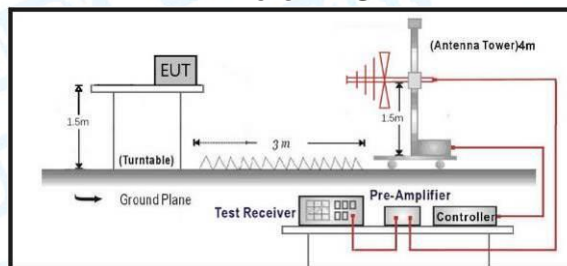 (Antenna Tower)4m
EUT
1.5m
1.5m
3 m
(Turntable)
Ground Plane
Pre-Amplifier
Test Receiver
Controller